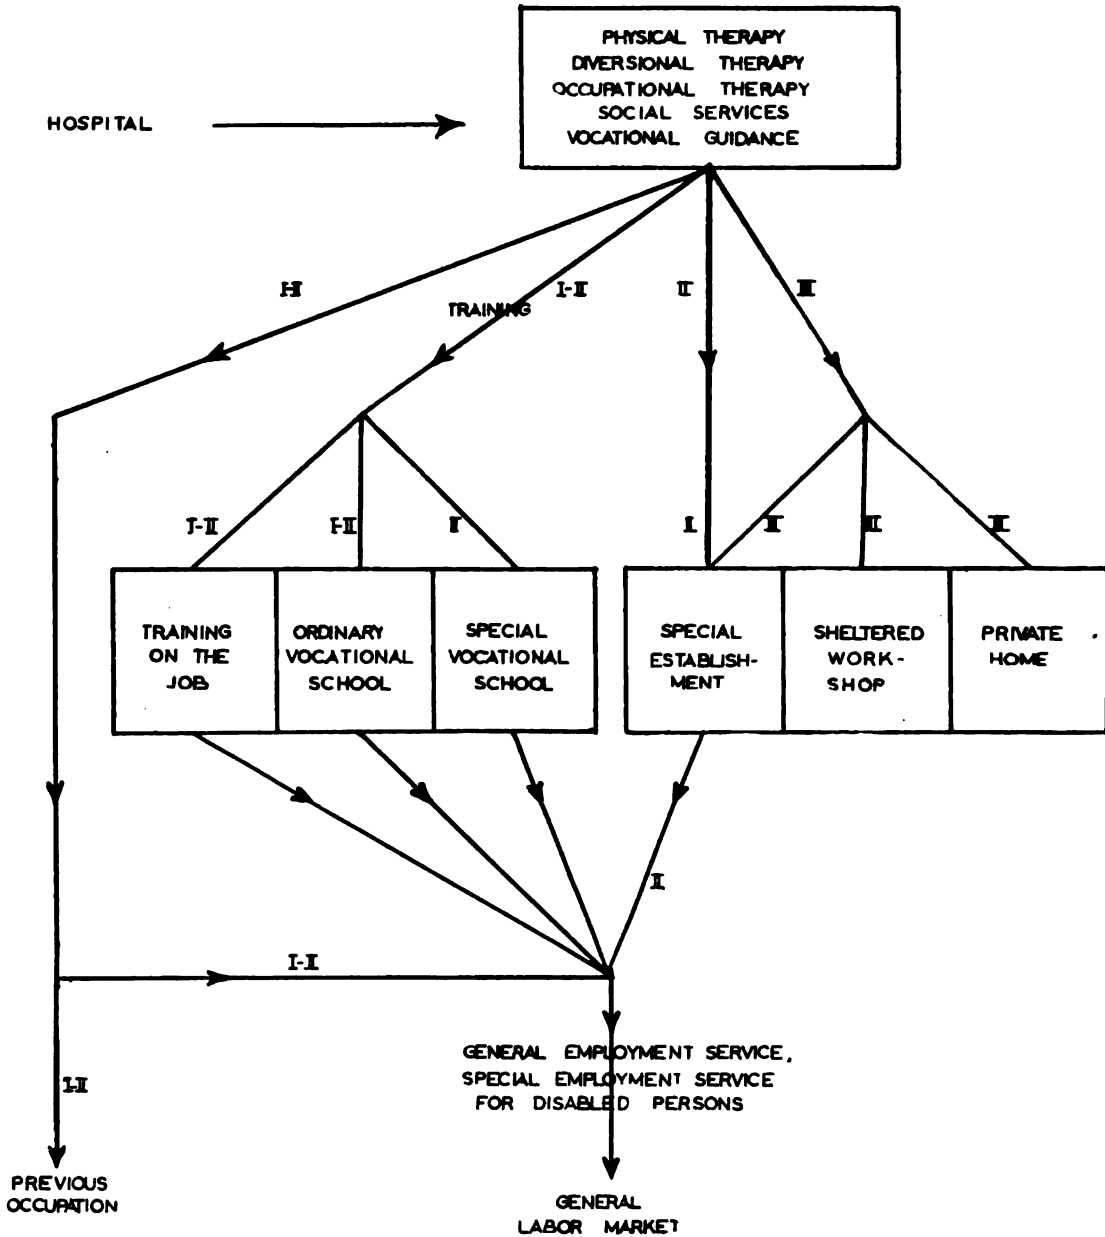 PHYSICAL THERAPY
DIVERSIONAL THERAPY
OCCUPATIONAL THERAPY
SOCIAL SERVICES
VOCATIONAL GUIDANCE
HOSPITAL
I-II
I-II
II
III
TRAINING
I-II
I-II
II
II
III
III
III
TRAINING
ON THE
JOB
ORDINARY
VOCATIONAL
SCHOOL
SPECIAL
VOCATIONAL
SCHOOL
SPECIAL
ESTABLISH-
MENT
SHELTERED
WORK-
SHOP
PRIVATE
HOME
II
I-II
GENERAL EMPLOYMENT SERVICE,
SPECIAL EMPLOYMENT SERVICE
FOR DISABLED PERSONS
I-II
PREVIOUS
OCCUPATION
GENERAL
LABOR MARKET